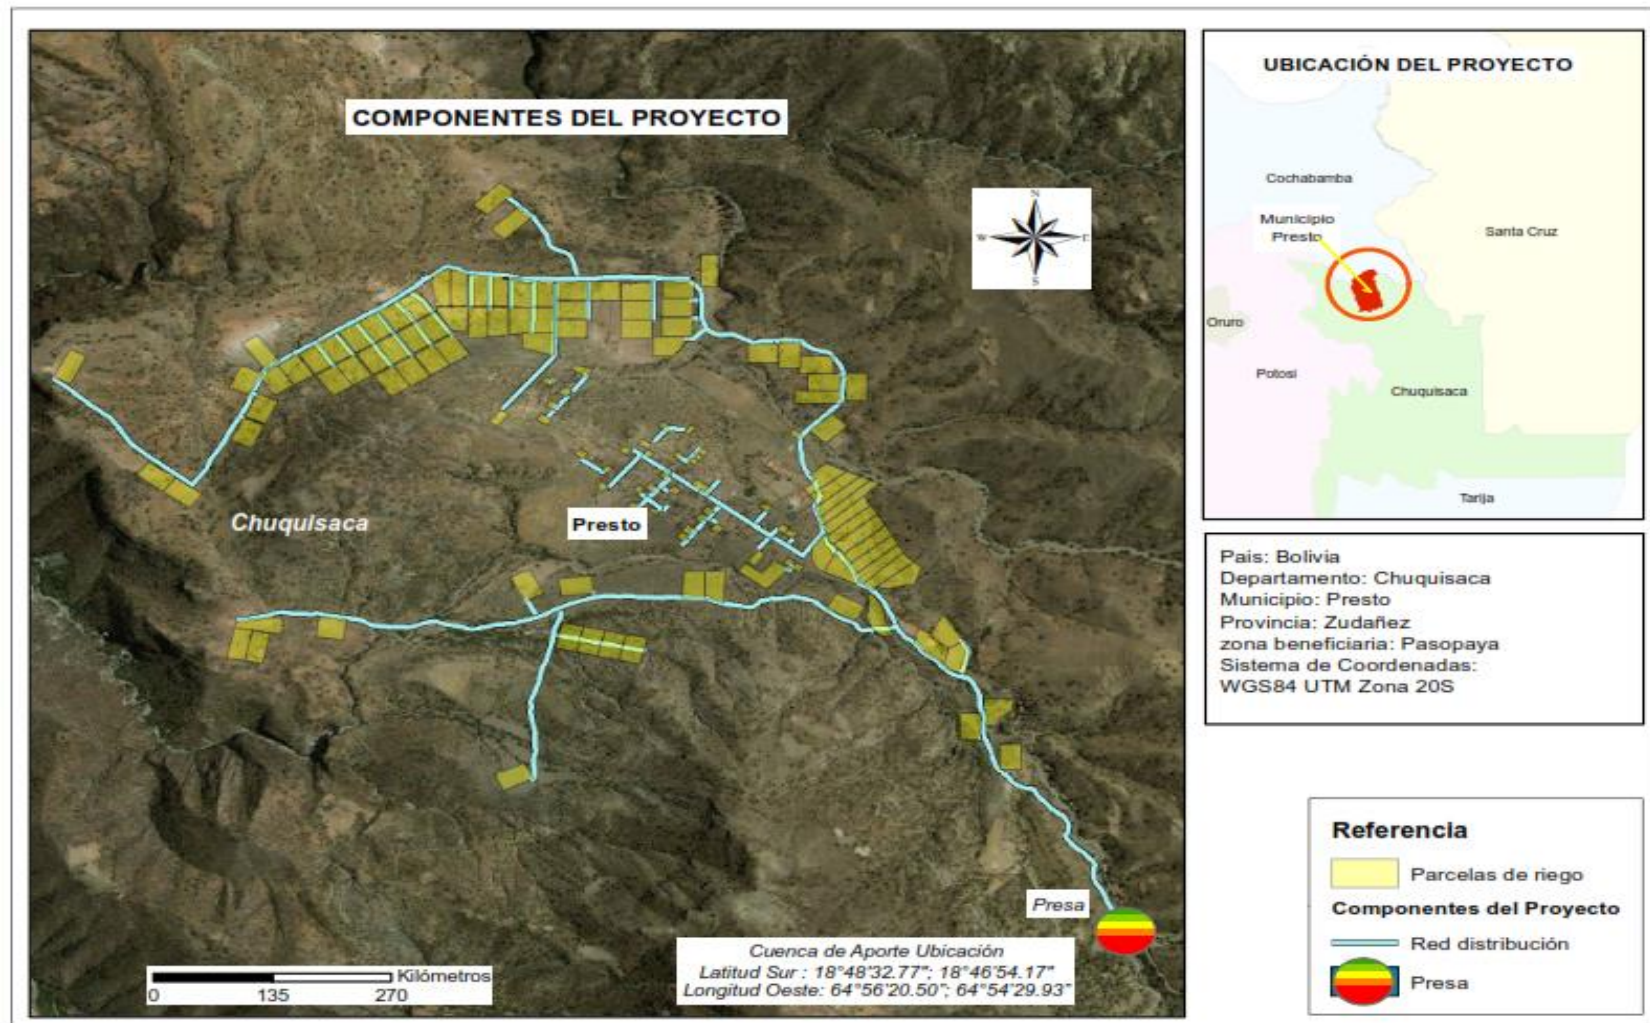 COMPONENTES DEL PROYECTO
N
W
E
S
Chuquisaca
Presto
Presa
Cuenca de Aporte Ubicación
Latitud Sur : 18°48'32.77"; 18°46'54.17"
Longitud Oeste: 64°56'20.50"; 64°54'29.93"
Kilómetros
0 135 270
UBICACIÓN DEL PROYECTO
Cochabamba
Municipio
Presto
Santa Cruz
Oruro
Potosi
Chuquisaca
Tarija
Pais: Bolivia
Departamento: Chuquisaca
Municipio: Presto
Provincia: Zudañez
zona beneficiaria: Pasopaya
Sistema de Coordenadas:
WGS84 UTM Zona 20S
Referencia
Parcelas de riego
Componentes del Proyecto
Red distribución
Presa